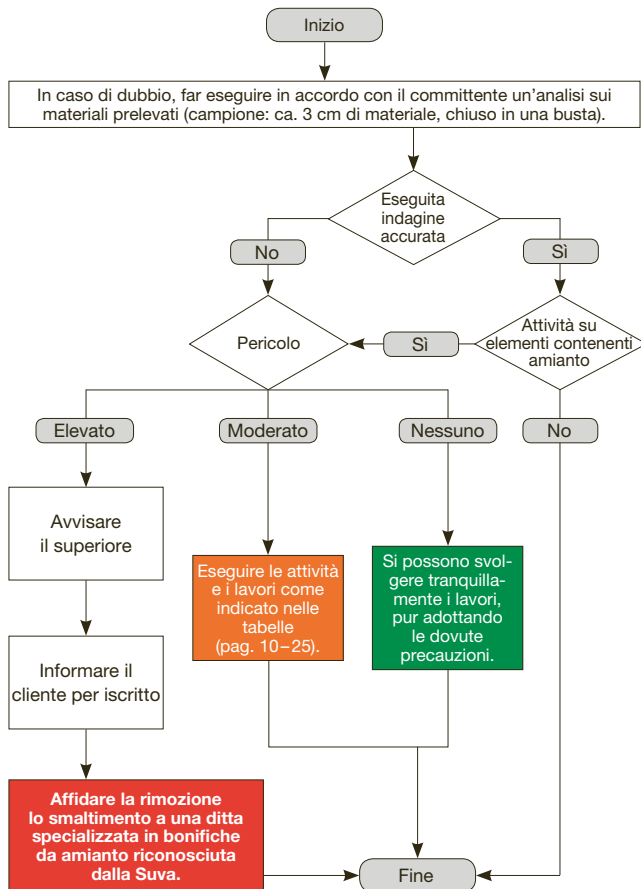 Inizio
In caso di dubbio, far eseguire in accordo con il committente un'analisi sui
materiali prelevati (campione: ca. 3 cm di materiale, chiuso in una busta).
Eseguita
indagine
accurata
No
Sì
Pericolo
Sì
Attività su
elementi contenenti
amianto
Elevato
Moderato
Nessuno
No
Avvisare
il superiore
Eseguire le attività
e i lavori come
indicato nelle
tabelle
(pag. 10–25).
Si possono svol-
gere tranquilla-
mente i lavori,
pur adottando
le dovute
precauzioni.
Informare il
cliente per iscritto
Affidare la rimozione
lo smaltimento a una ditta
specializzata in bonifiche
da amianto riconosciuta
dalla Suva.
Fine